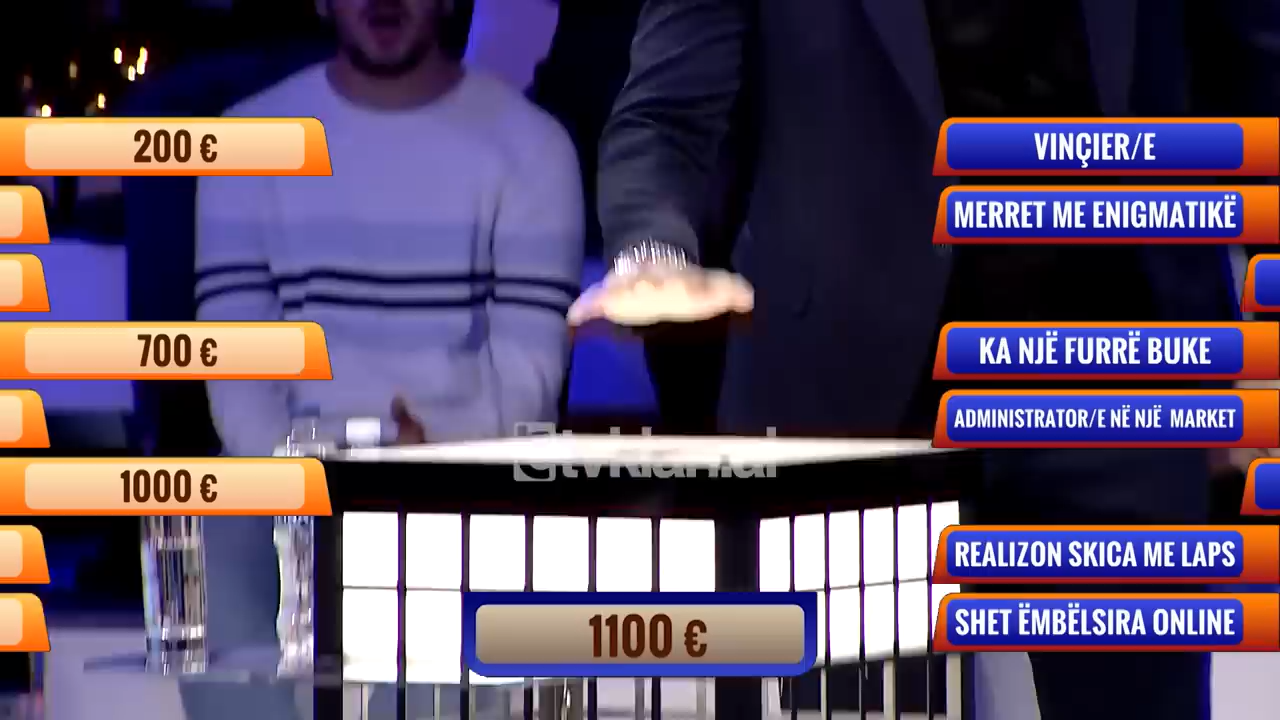 200 €
VINÇIER/E
MERRET ME ENIGMATIKË
700 €
KA NJË FURRË BUKE
ADMINISTRATOR/E NË NJË MARKET
tvklan.al
1000 €
REALIZON SKICA ME LAPS
1100 €
SHET ËMBËLSIRA ONLINE